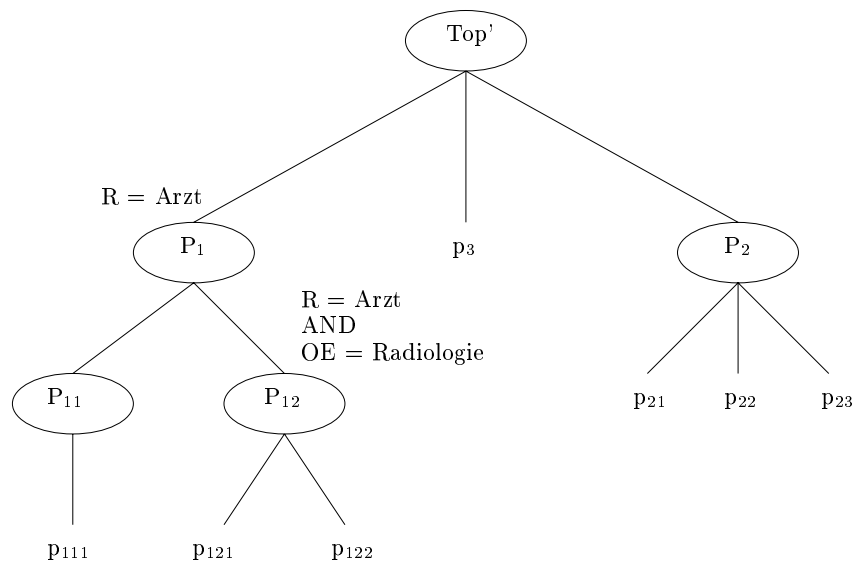 Top'
R = Arzt
P₁
p₃
P₂
R = Arzt
AND
OE = Radiologie
P₁₁
P₁₂
p₂₁
p₂₂
p₂₃
p₁₁₁
p₁₂₁
p₁₂₂